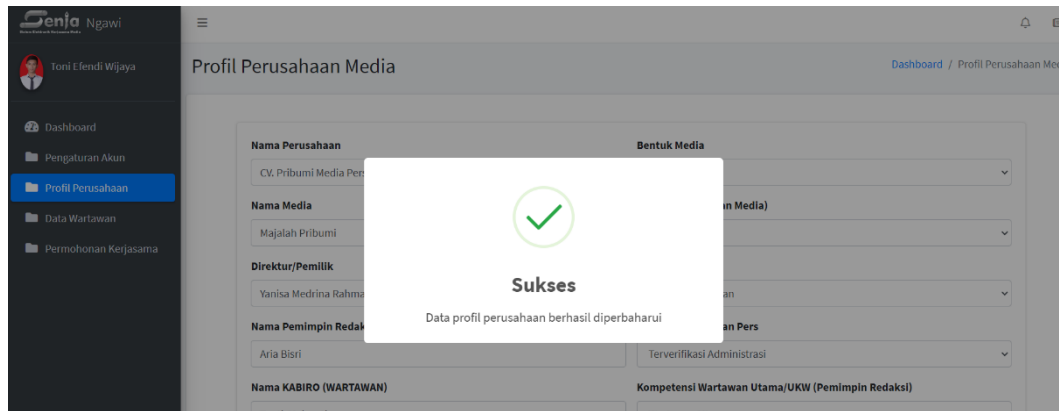 Senja Ngawi
Toni Efendi Wijaya
Dashboard
Pengaturan Akun
Profil Perusahaan
Data Wartawan
Permohonan Kerjasama
Profil Perusahaan Media
Dashboard / Profil Perusahaan Med
Nama Perusahaan
CV. Pribumi Media Pers
Nama Media
Majalah Pribumi
Direktur/Pemilik
Yanisa Medrina Rahma
Nama Pemimpin Redak
Aria Bisri
Nama KABIRO (WARTAWAN)
Bentuk Media
n Media)
an
an Pers
Terverifikasi Administrasi
Kompetensi Wartawan Utama/UKW (Pemimpin Redaksi)
Sukses
Data profil perusahaan berhasil diperbaharui